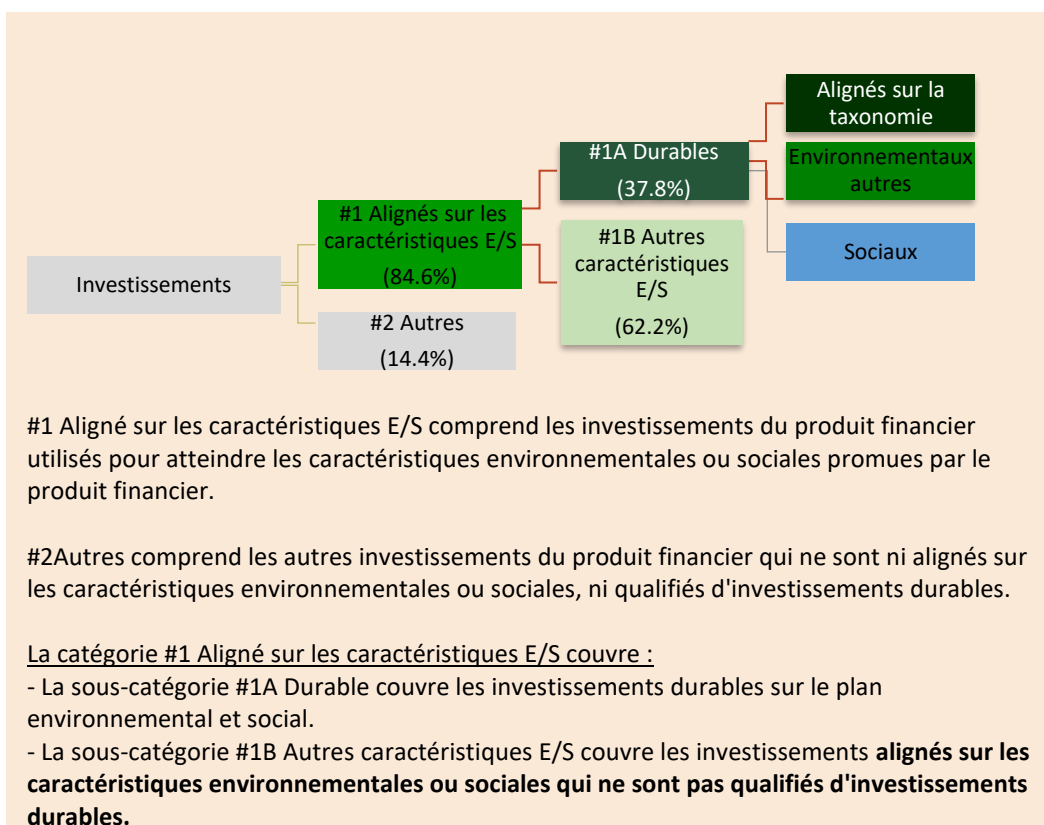 Alignés sur la
taxonomie
#1A Durables
(37.8%)
Environnementaux
autres
#1 Alignés sur les
caractéristiques E/S
(84.6%)
#1B Autres
caractéristiques
E/S
(62.2%)
Sociaux
Investissements
#2 Autres
(14.4%)
#1 Aligné sur les caractéristiques E/S comprend les investissements du produit financier
utilisés pour atteindre les caractéristiques environnementales ou sociales promues par le
produit financier.
#2Autres comprend les autres investissements du produit financier qui ne sont ni alignés sur
les caractéristiques environnementales ou sociales, ni qualifiés d'investissements durables.
La catégorie #1 Aligné sur les caractéristiques E/S couvre :
- La sous-catégorie #1A Durable couvre les investissements durables sur le plan
environnemental et social.
- La sous-catégorie #1B Autres caractéristiques E/S couvre les investissements alignés sur les
caractéristiques environnementales ou sociales qui ne sont pas qualifiés d'investissements
durables.